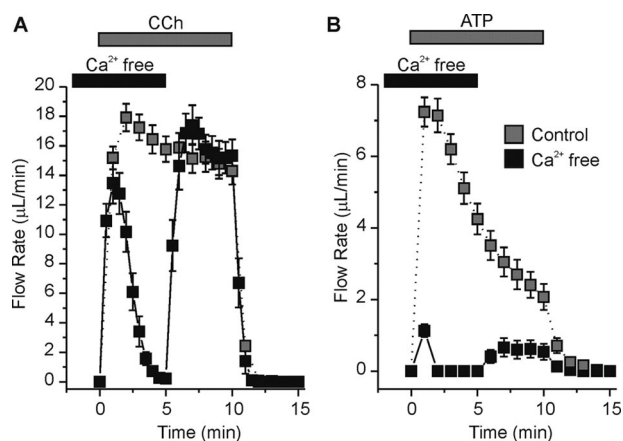 A
CCh
Ca²⁺ free
20
18
16
14
12
10
8
6
4
2
0
Flow Rate (µL/min)
0 5 10 15
Time (min)
B
ATP
Ca²⁺ free
8
6
4
2
0
Flow Rate (µL/min)
0 5 10 15
Time (min)
Control
Ca²⁺ free